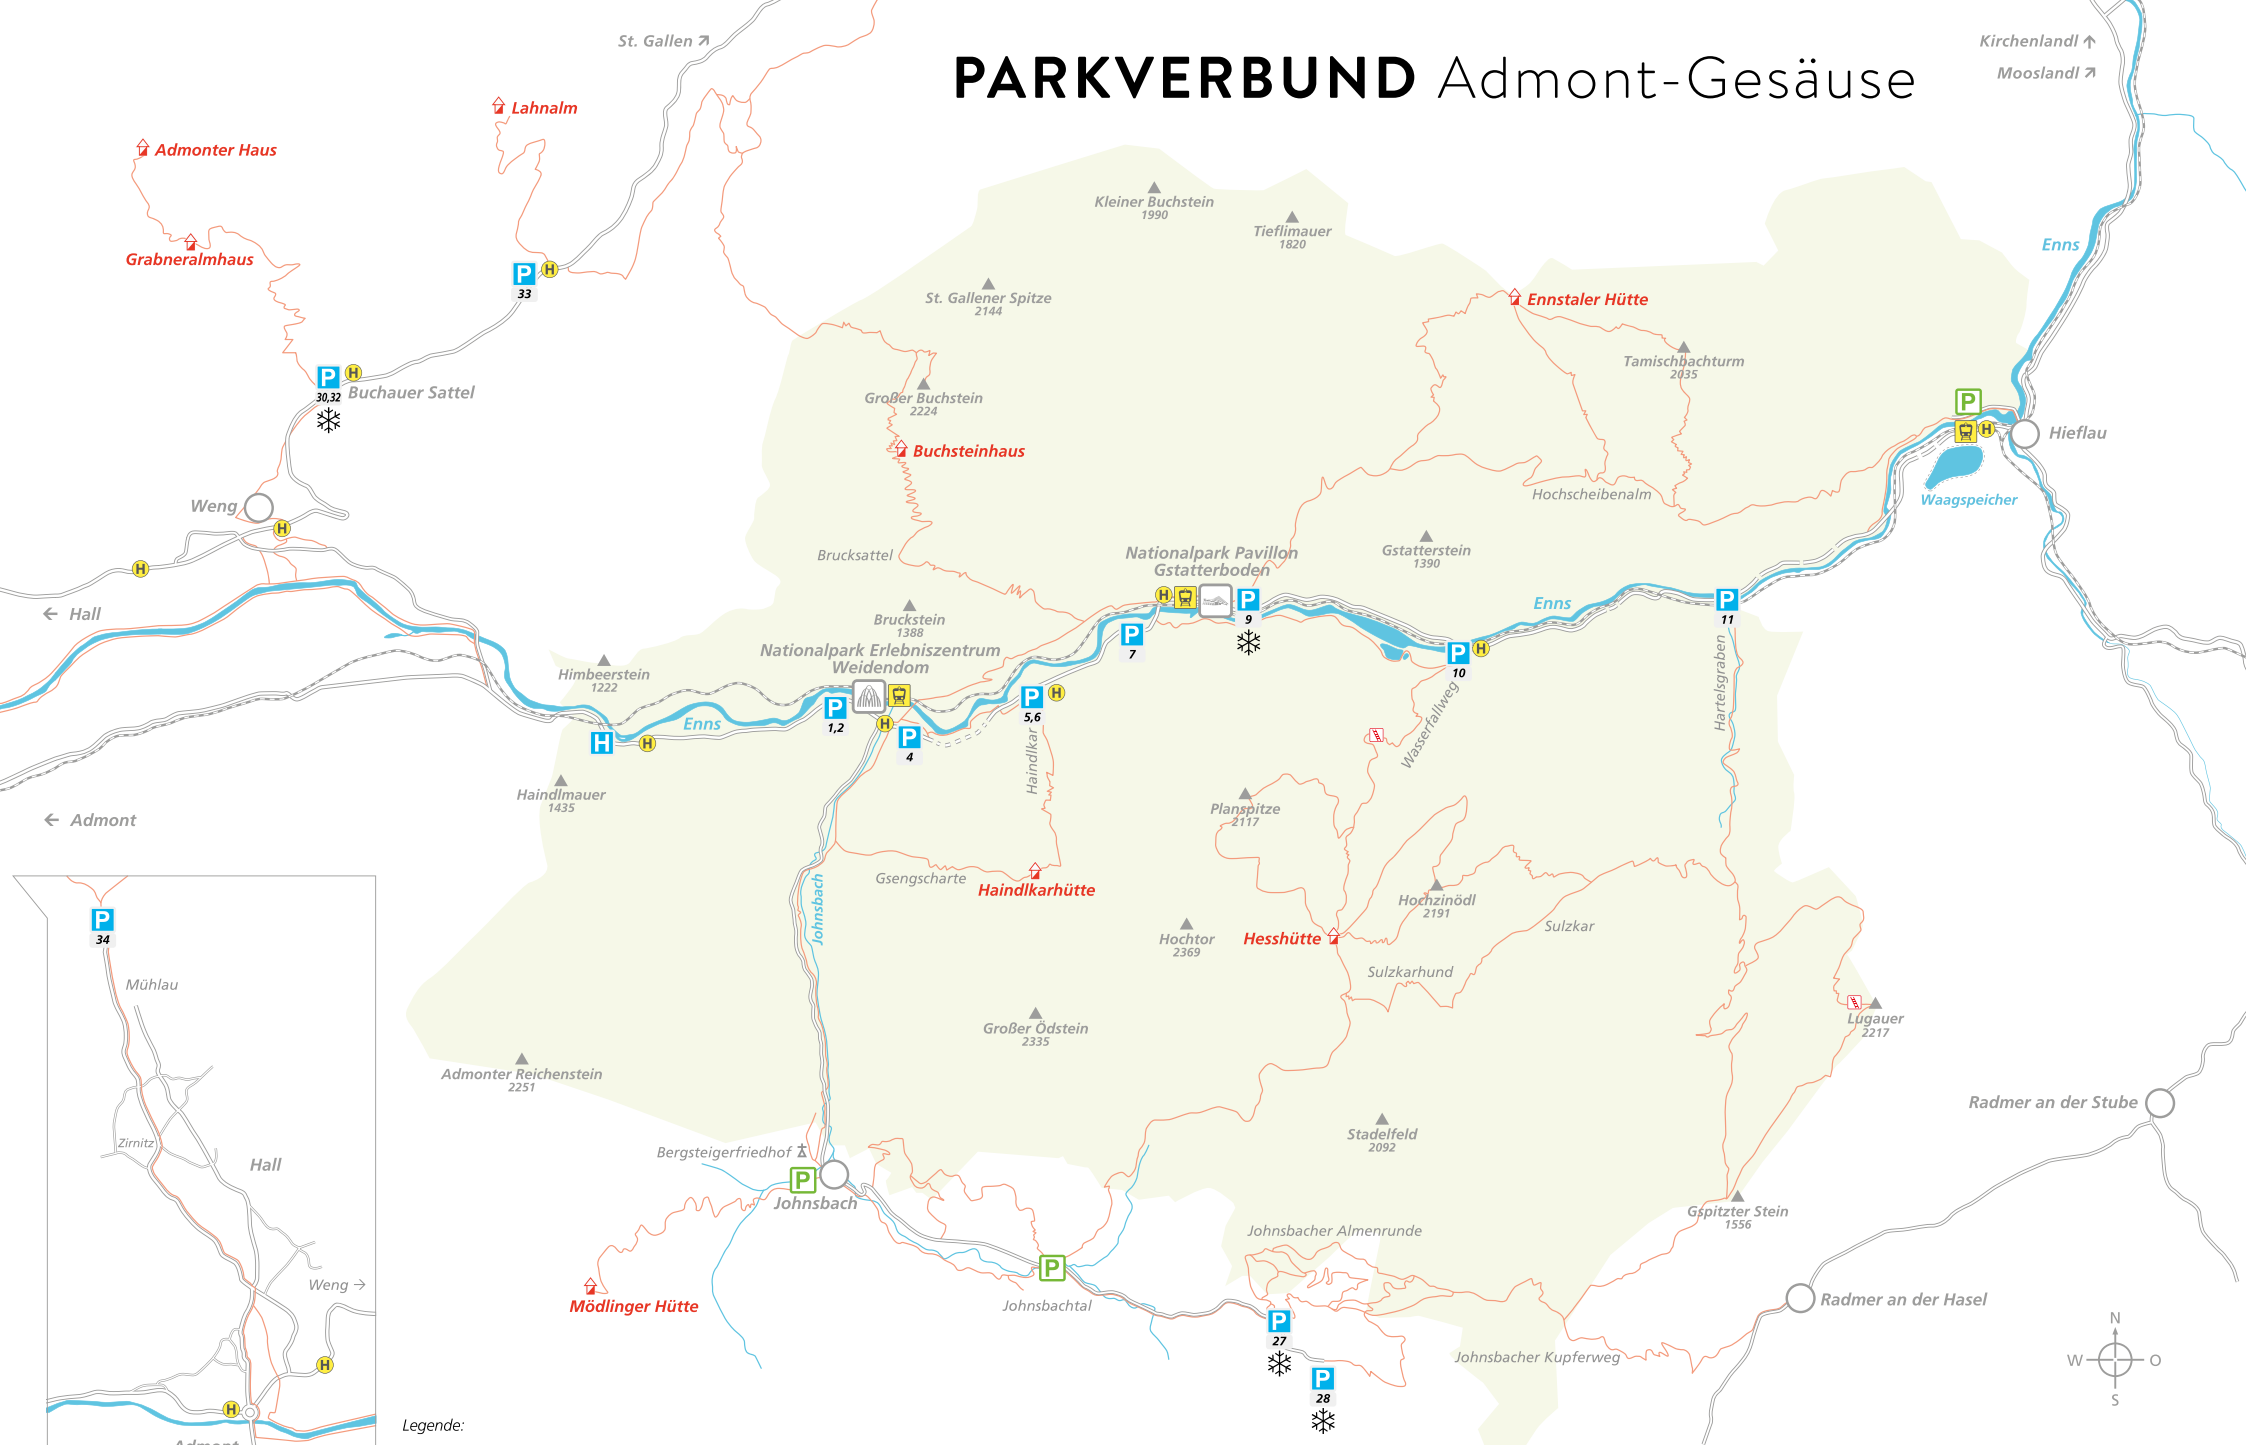 PARKVERBUND Admont-Gesäuse
St. Gallen
Kirchenlandl
Mooslandl
Lahnalm
Admonter Haus
Grabneralmhaus
Kleiner Buchstein
1990
Tieflimauer
1820
Enns
P
33
H
St. Gallener Spitze
2144
Ennstaler Hütte
Tamischbachturm
2035
P
30,32
H
Buchauer Sattel
Großer Buchstein
2224
P
H
Hieflau
Buchsteinhaus
Waagspeicher
Hochscheibenalm
Weng
H
H
Brucksattel
Nationalpark Pavillon
Gstatterboden
Gstatterstein
1390
Hall
Bruckstein
1388
H
P
9
P
7
Enns
P
11
Nationalpark Erlebniszentrum
Weidendom
Himbeerstein
1222
P
10
H
Hartelsgraben
P
1,2
Enns
H
H
H
P
4
P
5,6
H
Haindlkar
Wasserfallweg
Haindlmauer
1435
Planspitze
2117
Admont
Gsengscharte
Haindlkarhütte
Johnsbach
Hochzinödl
2191
Hochtor
2369
Hesshütte
Sulzkar
Sulzkarhund
P
34
Mühlau
Großer Ödstein
2335
Lugauer
2217
Admonter Reichenstein
2251
Zirnitz
Hall
Stadelfeld
2092
Radmer an der Stube
Bergsteigerfriedhof
P
Johnsbach
Gspitzter Stein
1556
Johnsbacher Almenrunde
Weng
P
Mödlinger Hütte
Johnsbachtal
Radmer an der Hasel
P
27
P
28
Johnsbacher Kupferweg
H
H
Admont
Legende:
N
W
O
S